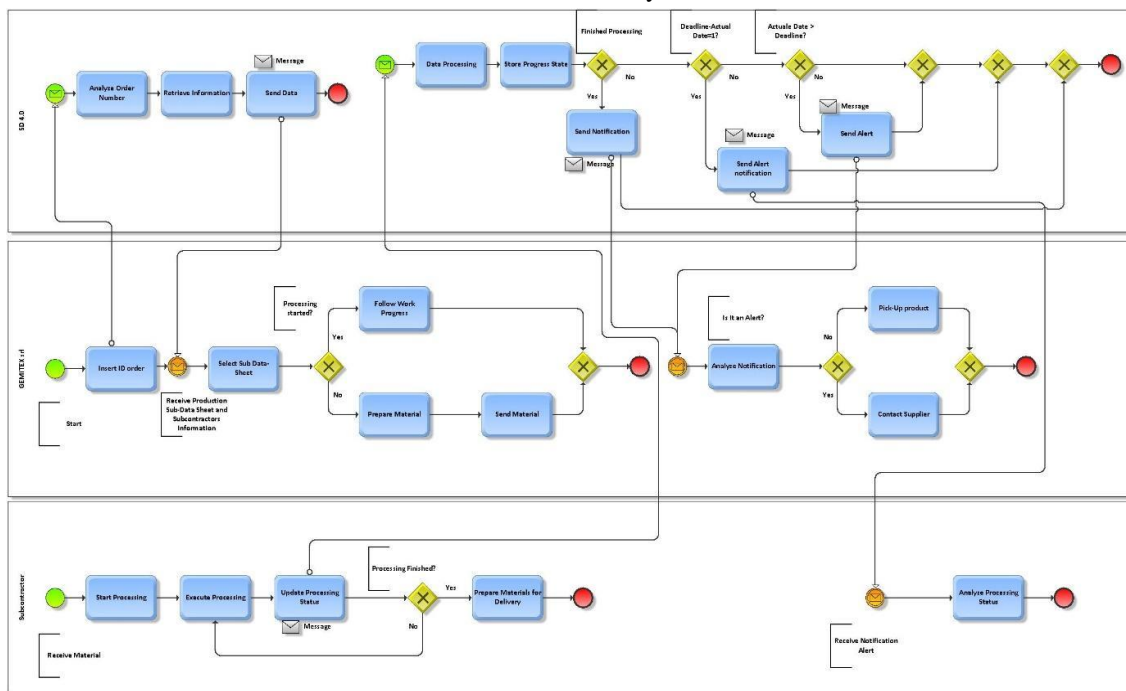 SD 4.0
Analyze Order
Number
Retrieve Information
Message
Send Data
Data Processing
Store Progress State
Finished Processing
No
Yes
Send Notification
Message
Deadline-Actual
Date=1?
No
Yes
Message
Send Alert
notification
Actuale Date >
Deadline?
No
Yes
Message
Send Alert
GEMITEX srl
Start
Insert ID order
Receive Production
Sub-Data Sheet and
Subcontractors
Information
Select Sub Data-
Sheet
Processing
started?
Yes
No
Follow Work
Progress
Prepare Material
Send Material
Analyze Notification
Is It an Alert?
No
Yes
Pick-Up product
Contact Supplier
Subcontractor
Receive Material
Start Processing
Execute Processing
Update Processing
Status
Message
Processing Finished?
Yes
No
Prepare Materials for
Delivery
Receive Notification
Alert
Analyze Processing
Status